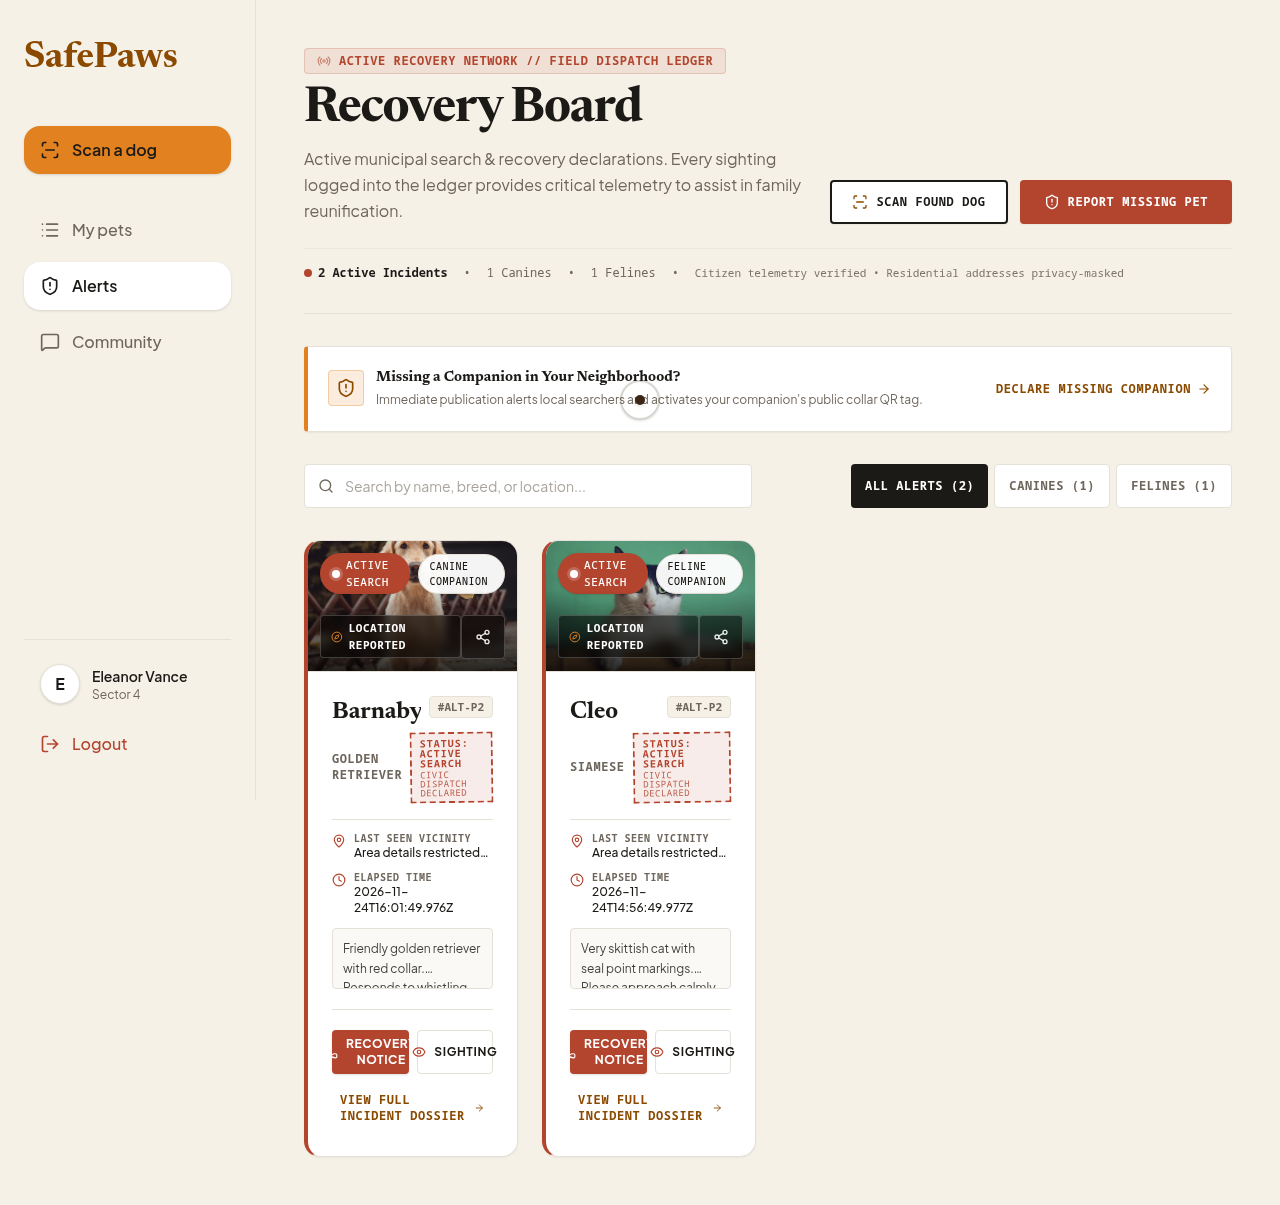 SafePaws
Scan a dog
My pets
Alerts
Community
E
Eleanor Vance
Sector 4
Logout
ACTIVE RECOVERY NETWORK // FIELD DISPATCH LEDGER
Recovery Board
Active municipal search & recovery declarations. Every sighting
logged into the ledger provides critical telemetry to assist in family
reunification.
SCAN FOUND DOG
REPORT MISSING PET
2 Active Incidents • 1 Canines • 1 Felines • Citizen telemetry verified • Residential addresses privacy-masked
Missing a Companion in Your Neighborhood?
Immediate publication alerts local searchers and activates your companion's public collar QR tag.
DECLARE MISSING COMPANION
Search by name, breed, or location...
ALL ALERTS (2)
CANINES (1)
FELINES (1)
ACTIVE
SEARCH
CANINE
COMPANION
LOCATION
REPORTED
Barnaby
#ALT-P2
GOLDEN
RETRIEVER
STATUS:
ACTIVE
SEARCH
CIVIC
DISPATCH
DECLARED
LAST SEEN VICINITY
Area details restricted…
ELAPSED TIME
2026-11-
24T16:01:49.976Z
Friendly golden retriever
with red collar.…
Responds to whistling
RECOVER
NOTICE
SIGHTING
VIEW FULL
INCIDENT DOSSIER
ACTIVE
SEARCH
FELINE
COMPANION
LOCATION
REPORTED
Cleo
#ALT-P2
SIAMESE
STATUS:
ACTIVE
SEARCH
CIVIC
DISPATCH
DECLARED
LAST SEEN VICINITY
Area details restricted…
ELAPSED TIME
2026-11-
24T14:56:49.977Z
Very skittish cat with
seal point markings.…
Please approach calmly
RECOVER
NOTICE
SIGHTING
VIEW FULL
INCIDENT DOSSIER